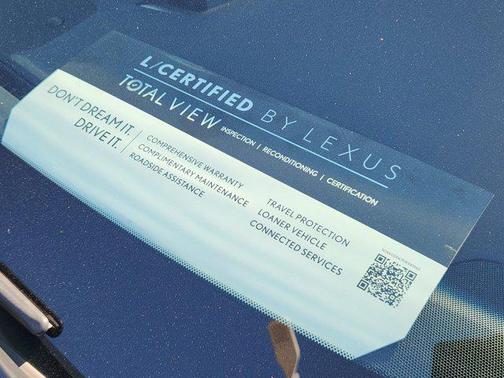 L/CERTIFIED BY LEXUS
TOTAL VIEW INSPECTION | RECONDITIONING | CERTIFICATION
DON'T DREAM IT.
DRIVE IT.
COMPREHENSIVE WARRANTY
COMPLIMENTARY MAINTENANCE
ROADSIDE ASSISTANCE
TRAVEL PROTECTION
LOANER VEHICLE
CONNECTED SERVICES